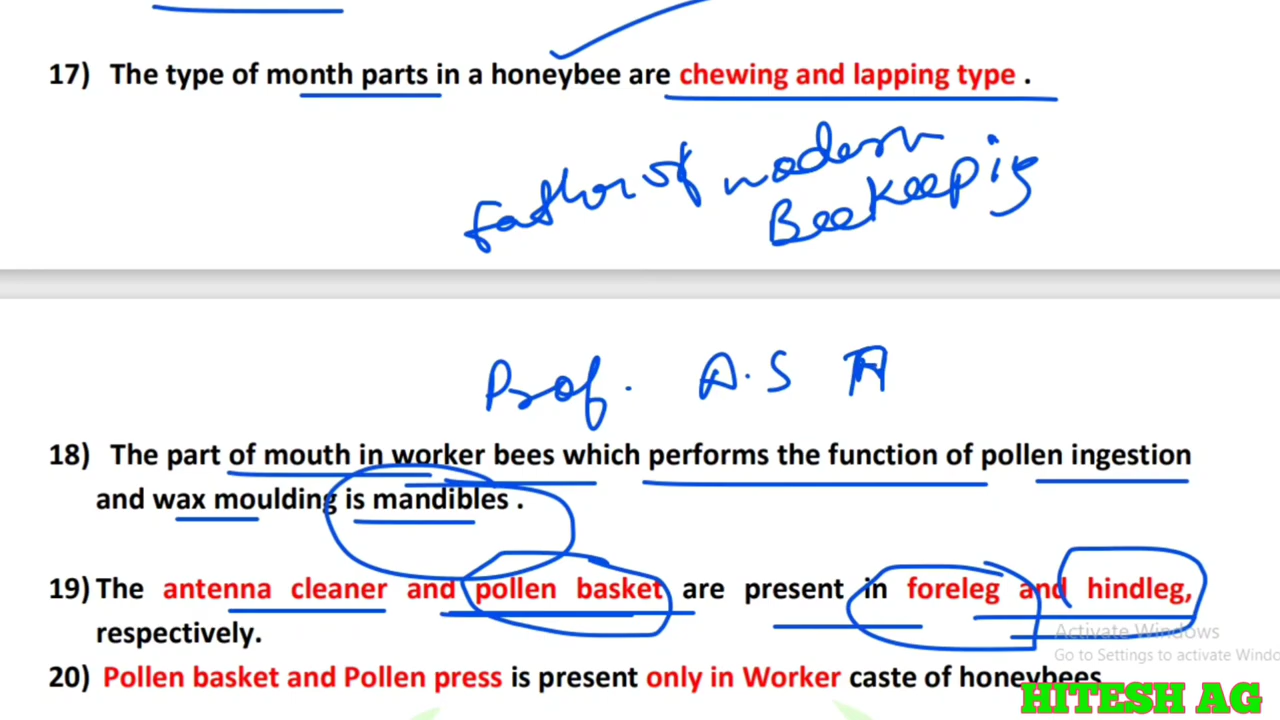 17) The type of month parts in a honeybee are chewing and lapping type .
Father of modern
Beekeepig
Prof. A.S A
18) The part of mouth in worker bees which performs the function of pollen ingestion
and wax moulding is mandibles .
19) The antenna cleaner and pollen basket are present in foreleg and hindleg,
respectively.
Activate Windows
Go to Settings to activate Windo
20) Pollen basket and Pollen press is present only in Worker caste of honeybees
HITESH AG